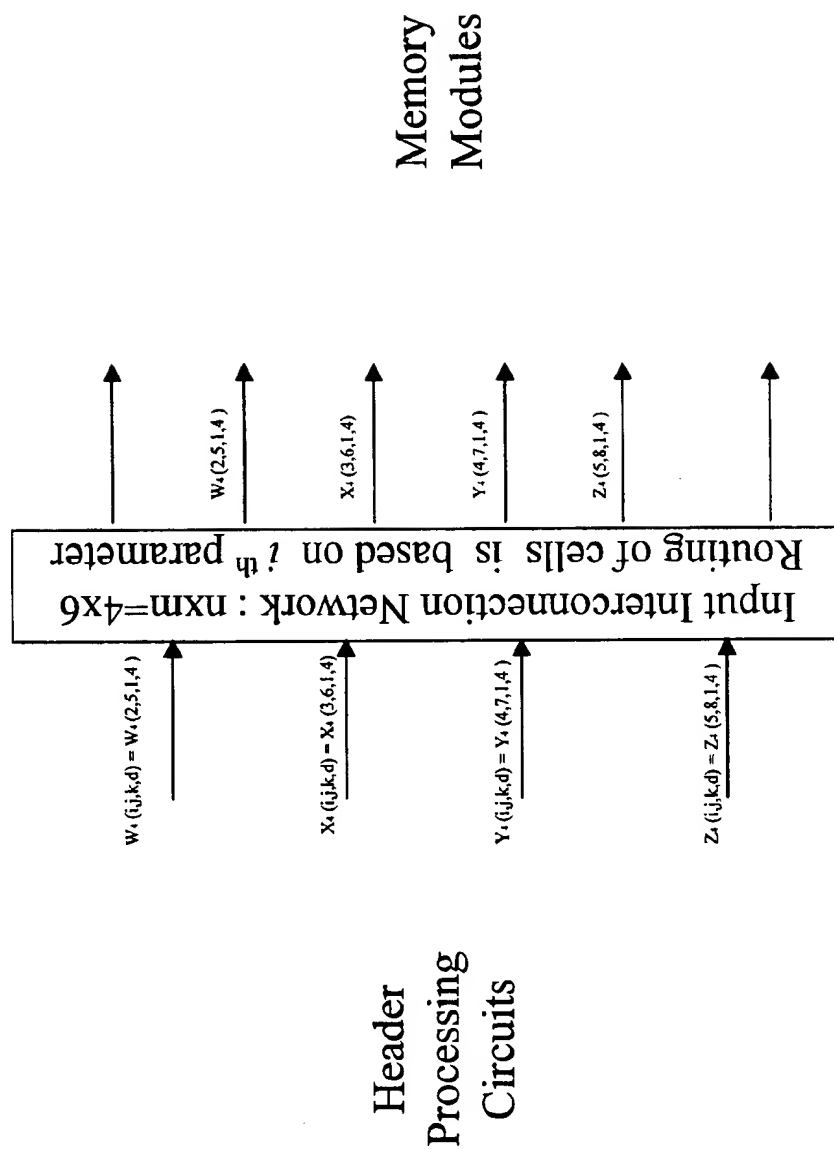 Header
Processing
Circuits
W₄ (i,j,k,d) = W₄ (2,5,1,4)
X₄ (i,j,k,d) = X₄ (3,6,1,4)
Y₄ (i,j,k,d) = Y₄ (4,7,1,4)
Z₄ (i,j,k,d) = Z₄ (5,8,1,4)
Input Interconnection Network : nxm=4x6
Routing of cells is based on i th parameter
W₄ (2,5,1,4 )
X₄ (3,6,1,4)
Y₄ (4,7,1,4 )
Z₄ (5,8,1,4 )
Memory
Modules